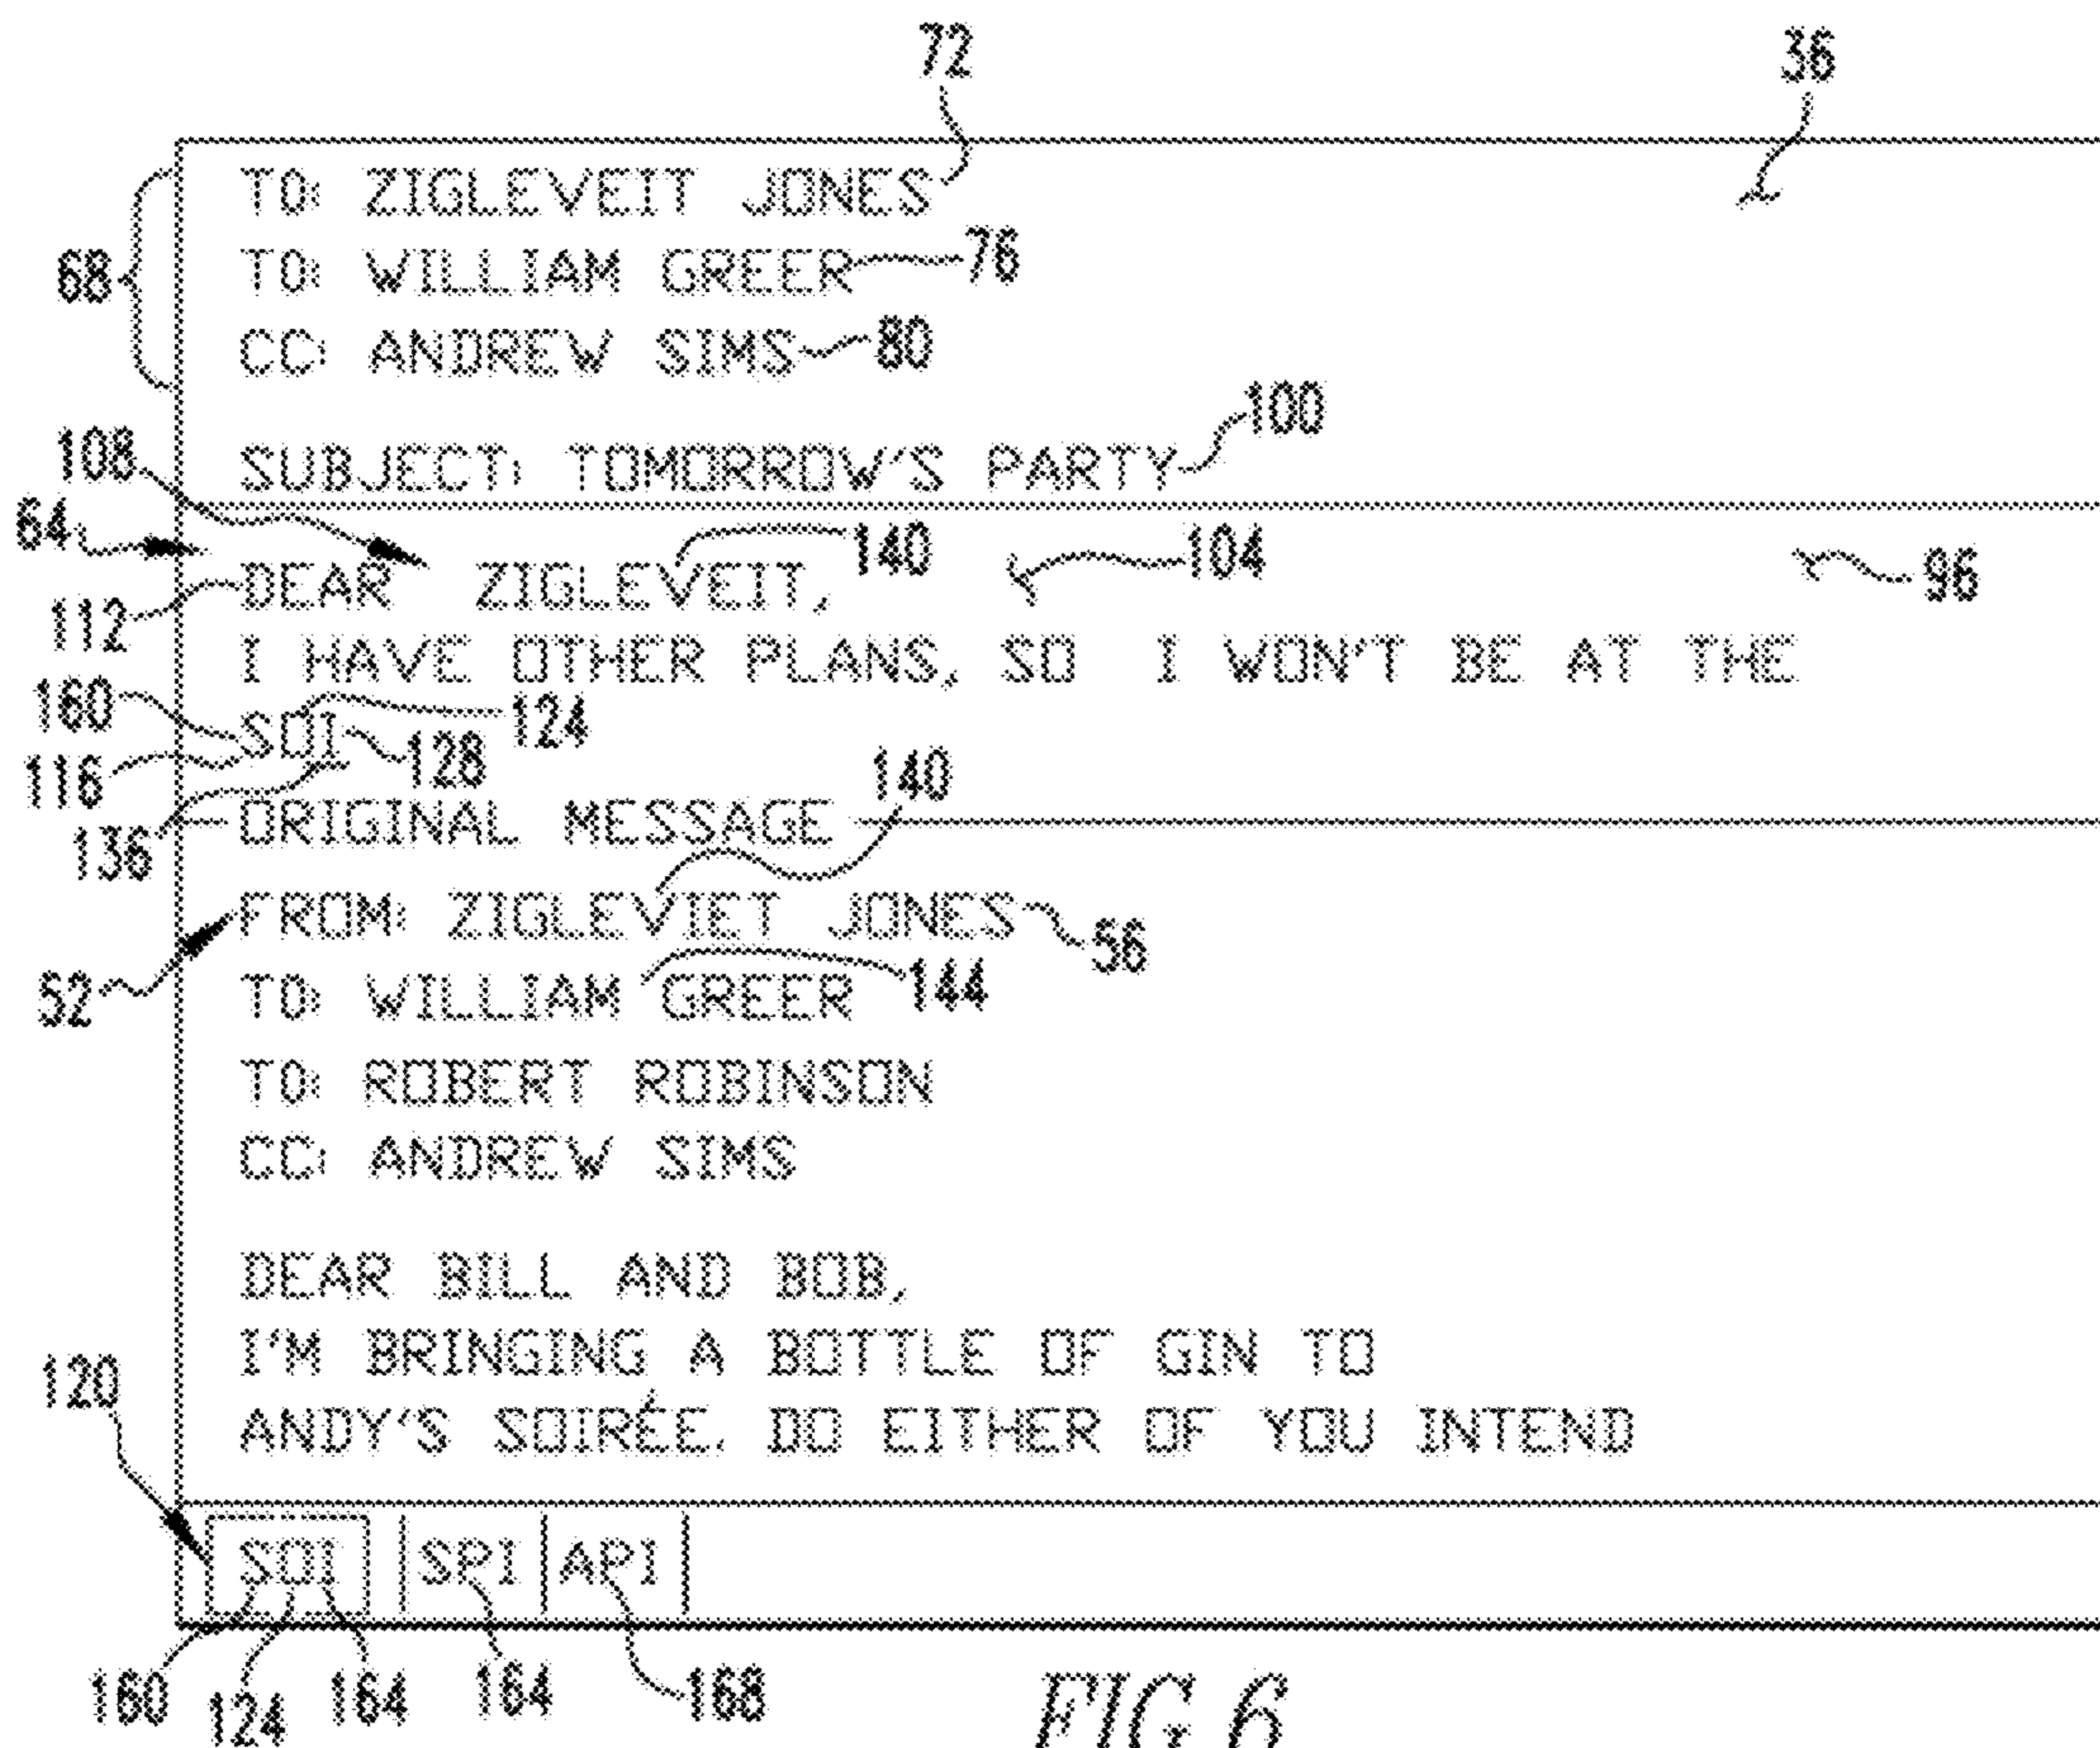 72 36
TO: ZIGLEVEIT JONES
TO: WILLIAM GREER 76
68
CC: ANDREW SIMS 80
100
108 SUBJECT: TOMORROW'S PARTY
64 140 104 96
DEAR ZIGLEVEIT,
112
I HAVE OTHER PLANS, SO I WON'T BE AT THE
160 SOI 124
116 128 140
ORIGINAL MESSAGE
136
FROM: ZIGLEVIET JONES 56
52 TO: WILLIAM GREER 144
TO: ROBERT ROBINSON
CC: ANDREW SIMS
DEAR BILL AND BOB,
I'M BRINGING A BOTTLE OF GIN TO
120
ANDY'S SOIRÉE. DO EITHER OF YOU INTEND
SOI SPI API
160 124 164 164 168
FIG. 6